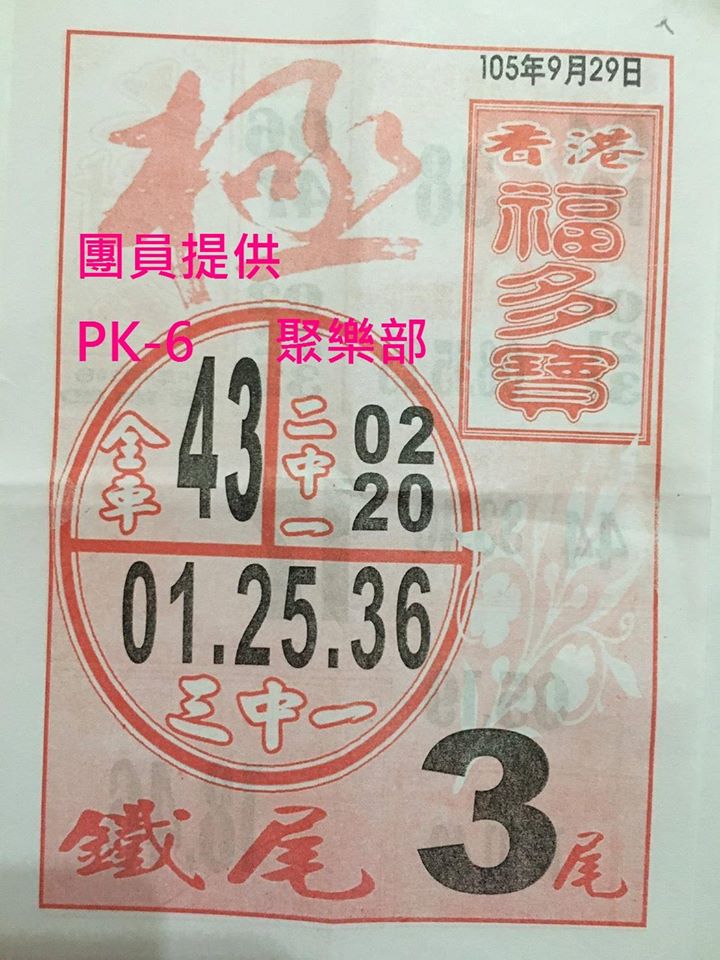 105年9月29日
極
香港
福多寶
團員提供
PK-6 聚樂部
全車
43
二中一
02
20
01.25.36
三中一
鐵尾
3尾